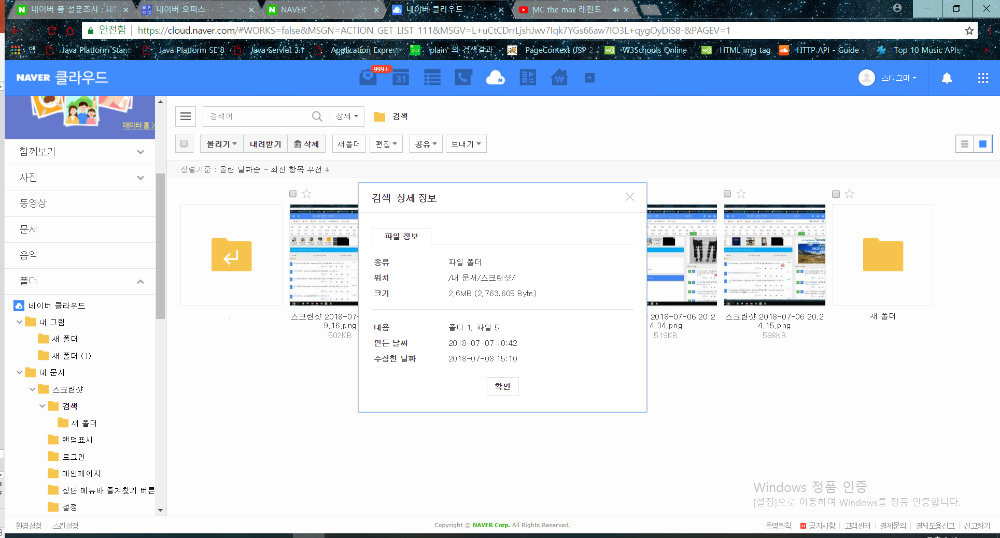 네이버 폼 설문조사 : 네
네이버 오피스
NAVER
네이버 클라우드
MC the max 레전드
안전함
https://cloud.naver.com/#WORKS=false&MSGN=ACTION_GET_LIST_111&MSGV=L+uCtCDrrLjshJwv7Iqk7YGs66aw7IO3L+qygOyDiS8-&PAGEV=1
앱
Java Platform Stand
Java Platform SE 8
Java Servlet 3.1
Application Express
Dict
'plain' 의 검색결과
PageContext (JSP 2.
W3Schools Online
HTML img tag
HTTP API - Guide
Top 10 Music APIs
NAVER 클라우드
999+
31
스티그마
데이터 홈
함께보기
사진
동영상
문서
음악
폴더
네이버 클라우드
내 그림
새 폴더
새 폴더 (1)
내 문서
스크린샷
검색
새 폴더
랜덤표시
로그인
메인페이지
상단 메뉴바 즐겨찾기 버튼
설정
검색어
상세
검색
올리기
내려받기
삭제
새폴더
편집
공유
보내기
정렬기준 : 올린 날짜순 - 최신 항목 우선 ↓
..
스크린샷 2018-07-
9.16.png
502KB
검색 상세 정보
파일 정보
종류 파일 폴더
위치 /내 문서/스크린샷/
크기 2.6MB (2,763,605 Byte)
내용 폴더 1, 파일 5
만든 날짜 2018-07-07 10:42
수정한 날짜 2018-07-08 15:10
확인
2018-07-06 20.2
4.34.png
519KB
스크린샷 2018-07-06 20.2
4.15.png
598KB
새 폴더
Windows 정품 인증
[설정]으로 이동하여 Windows를 정품 인증합니다.
환경설정
스킨설정
Copyright © NAVER Corp. All Rights Reserved.
운영원칙
공지사항
고객센터
결제문의
결제도용신고
신고하기